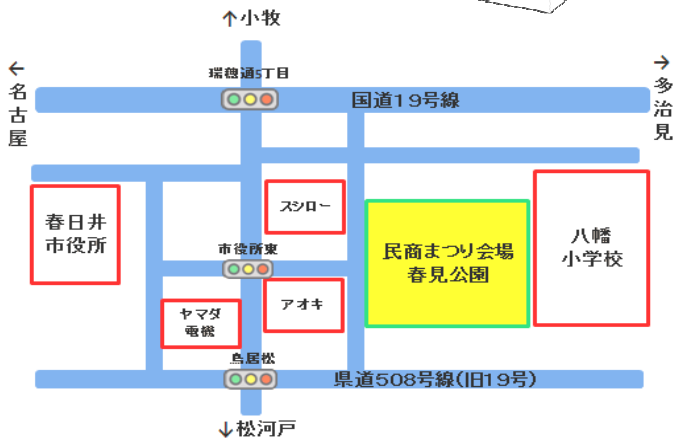 ↑小牧
瑞穂通5丁目
←
名古屋
国道19号線
→
多治見
春日井
市役所
スシロー
市役所東
民商まつり会場
春見公園
八幡
小学校
ヤマダ
電機
アオキ
鳥居松
県道508号線(旧19号)
↓松河戸